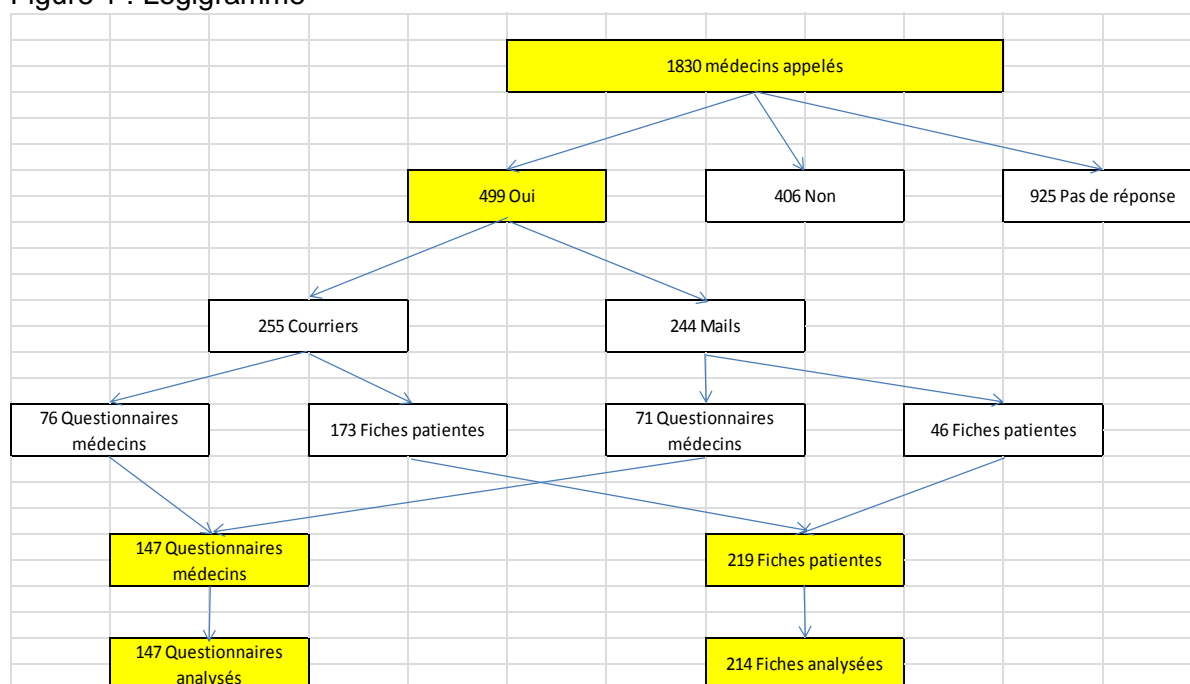 Figure 1 : Logigramme
1830 médecins appelés
499 Oui
406 Non
925 Pas de réponse
255 Courriers
244 Mails
76 Questionnaires
médecins
173 Fiches patientes
71 Questionnaires
médecins
46 Fiches patientes
147 Questionnaires
médecins
219 Fiches patientes
147 Questionnaires
analysés
214 Fiches analysées